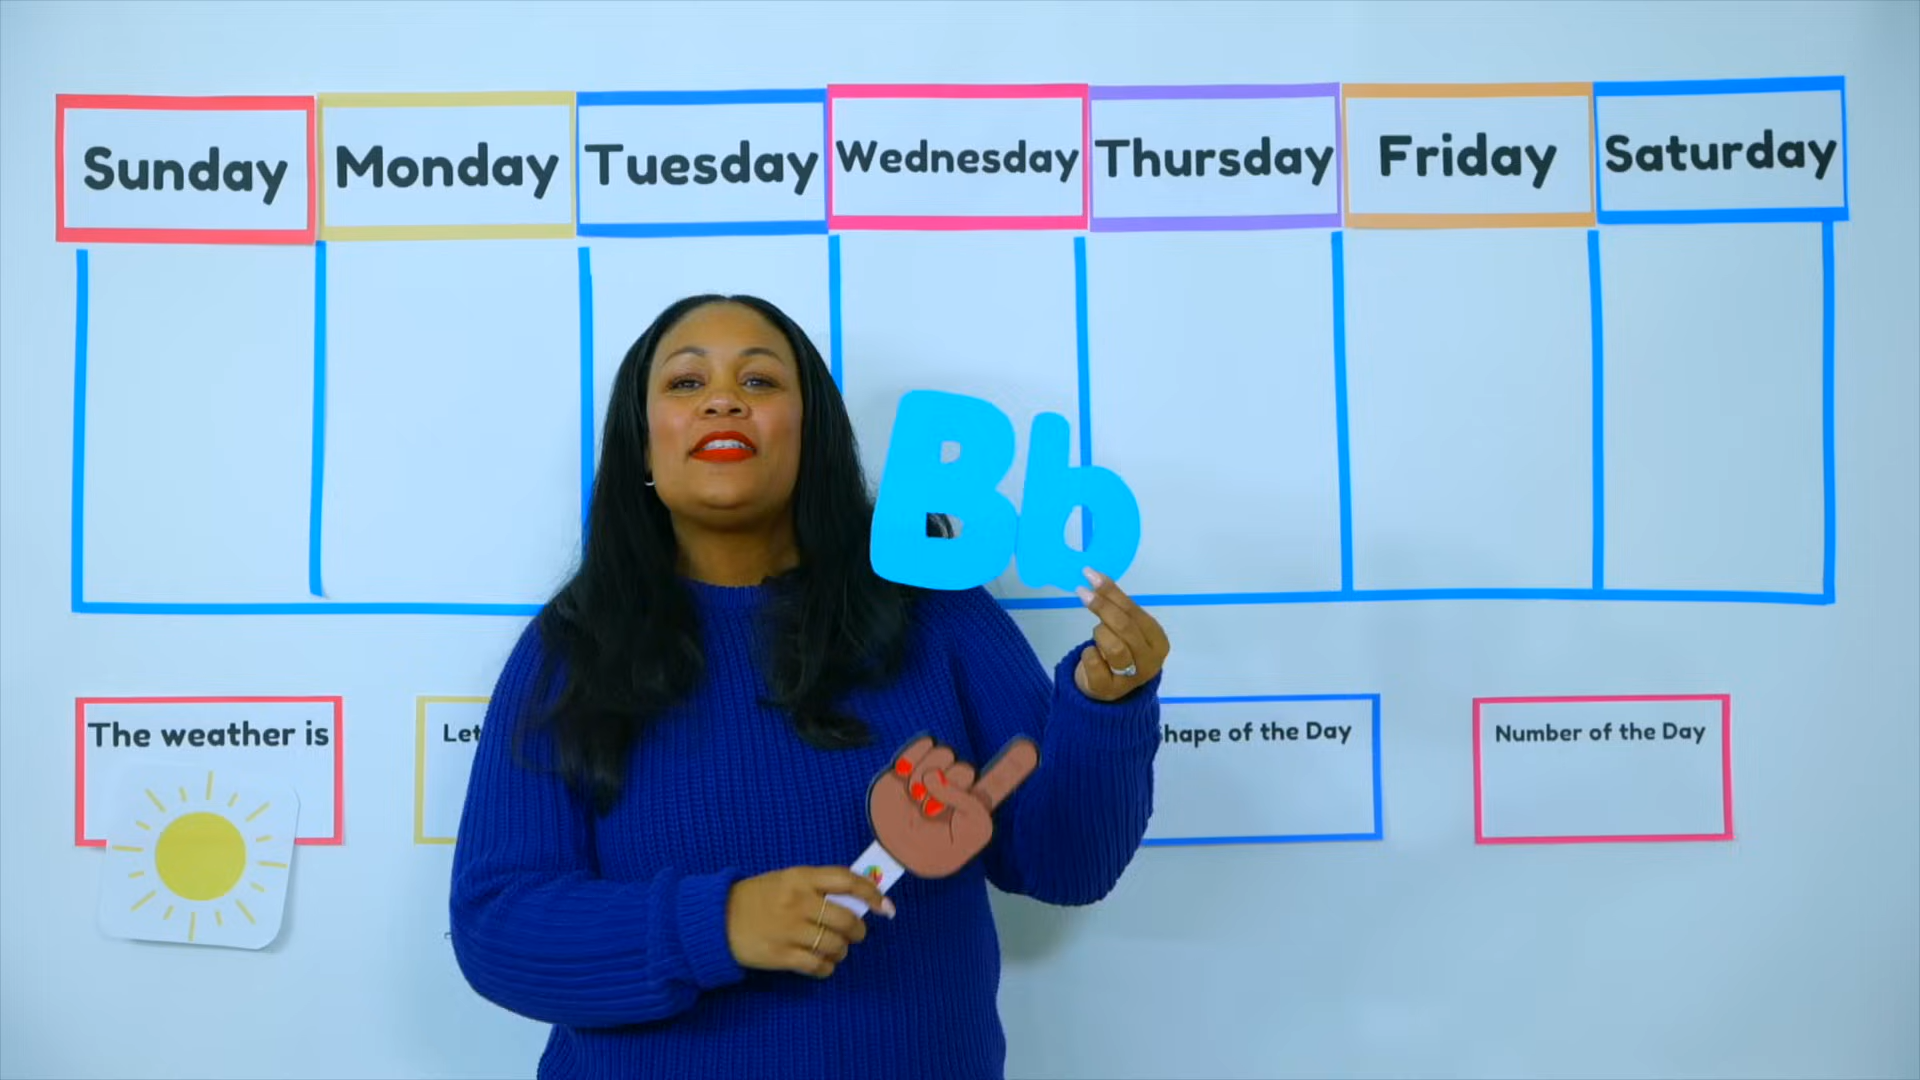 Sunday Monday Tuesday Wednesday Thursday Friday Saturday
Bb
The weather is
Let
Shape of the Day
Number of the Day